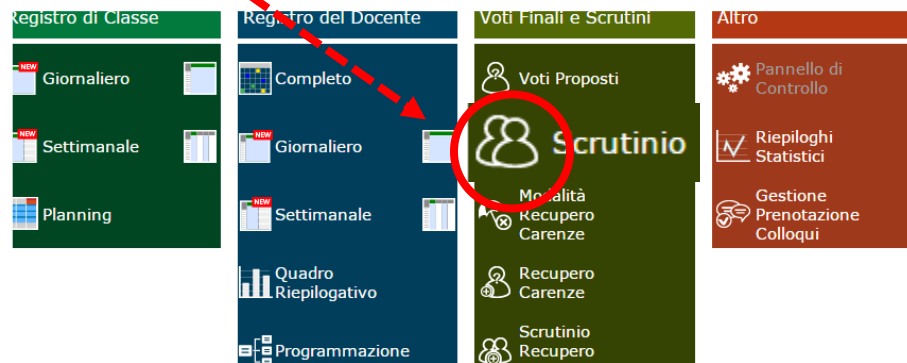 Registro di Classe
NEW
Giornaliero
NEW
Settimanale
Planning
Registro del Docente
Completo
NEW
Giornaliero
NEW
Settimanale
Quadro
Riepilogativo
Programmazione
Voti Finali e Scrutini
Voti Proposti
Scrutinio
Modalità
Recupero
Carenze
Recupero
Carenze
Scrutinio
Recupero
Altro
Pannello di
Controllo
Riepiloghi
Statistici
Gestione
Prenotazione
Colloqui